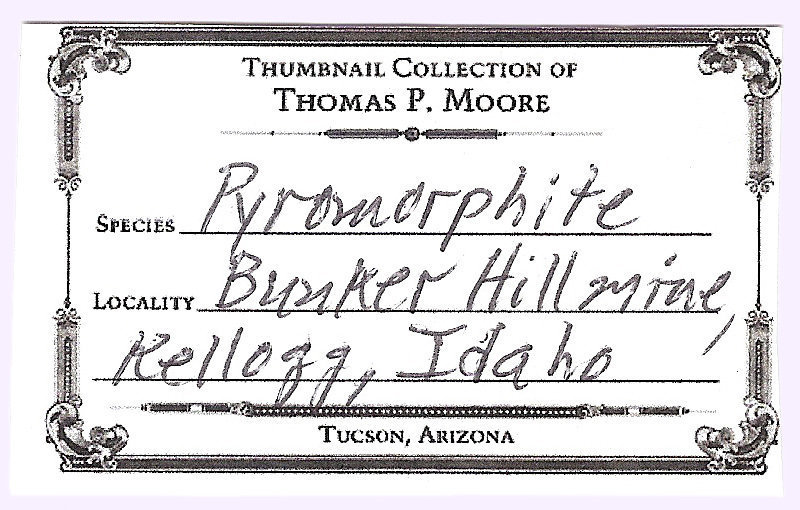 THUMBNAIL COLLECTION OF
THOMAS P. MOORE
SPECIES Pyromorphite
LOCALITY Bunker Hill mine,
Kellogg, Idaho
TUCSON, ARIZONA